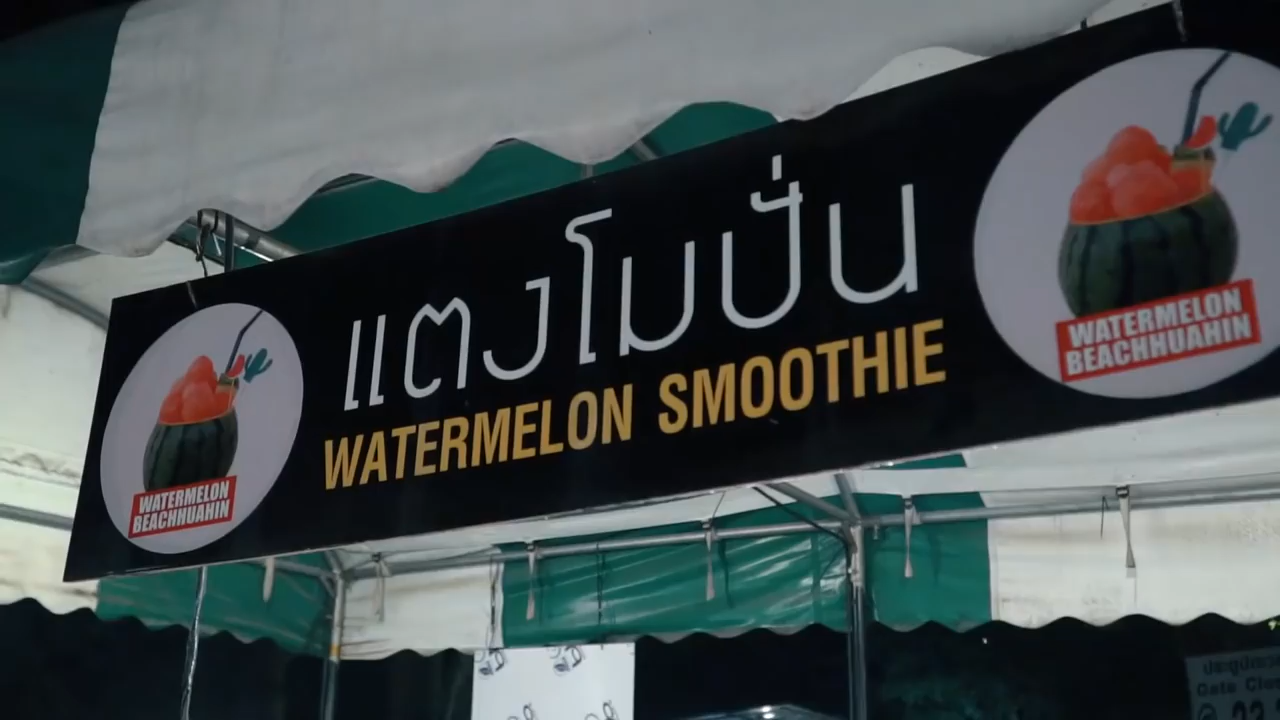 แตงโมปั่น
WATERMELON SMOOTHIE
WATERMELON
BEACHHUAHIN
WATERMELON
BEACHHUAHIN